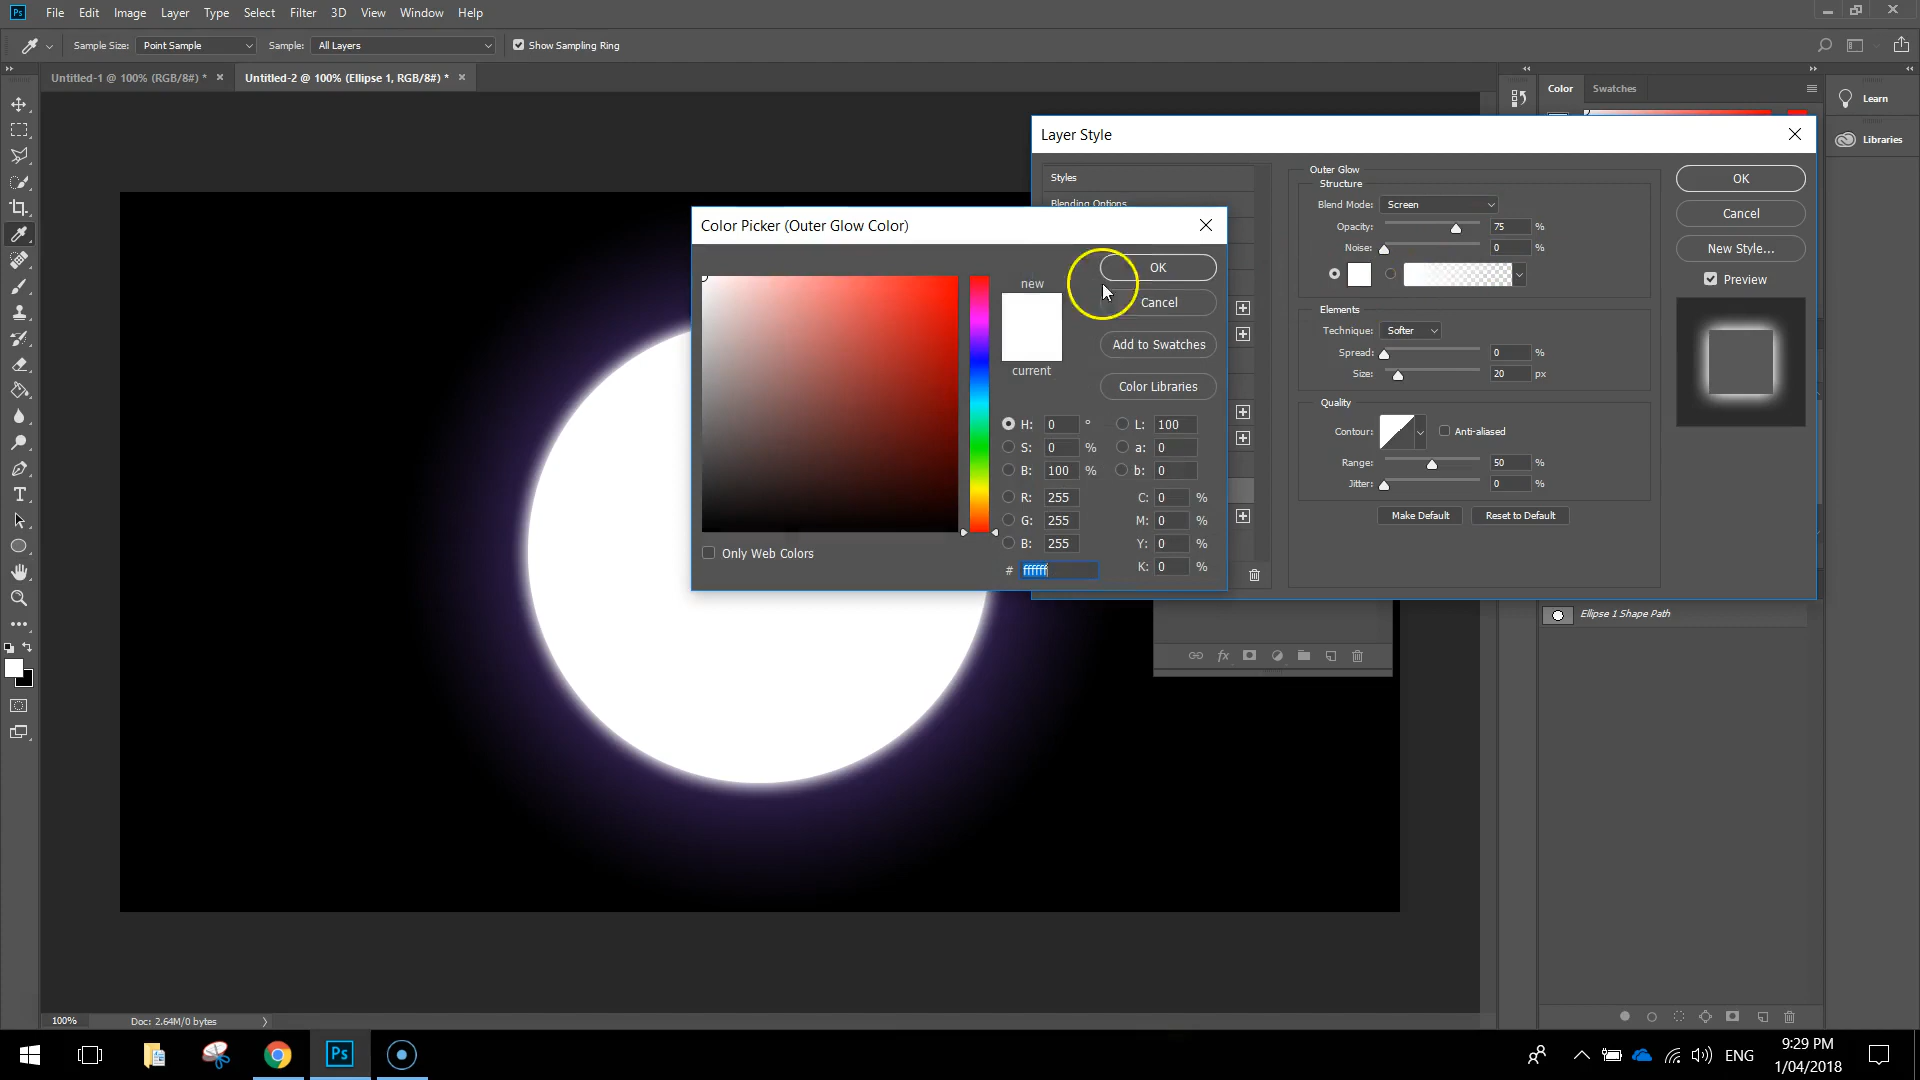 Ps File Edit Image Layer Type Select Filter 3D View Window Help
Sample Size: Point Sample Sample: All Layers Show Sampling Ring
Untitled-1 @ 100% (RGB/8#) * × Untitled-2 @ 100% (Ellipse 1, RGB/8#) * ×
Color Swatches
Learn
Libraries
Layer Style
Styles
Blending Options
Outer Glow
Structure
Blend Mode: Screen
Opacity: 75 %
Noise: 0 %
Elements
Technique: Softer
Spread: 0 %
Size: 20 px
Quality
Contour: Anti-aliased
Range: 50 %
Jitter: 0 %
Make Default Reset to Default
OK
Cancel
New Style...
Preview
Color Picker (Outer Glow Color)
new
current
OK
Cancel
Add to Swatches
Color Libraries
H: 0 ° L: 100
S: 0 % a: 0
B: 100 % b: 0
R: 255 C: 0 %
G: 255 M: 0 %
B: 255 Y: 0 %
# ffffff K: 0 %
Only Web Colors
Ellipse 1 Shape Path
fx
100% Doc: 2.64M/0 bytes
Ps
ENG
9:29 PM
1/04/2018